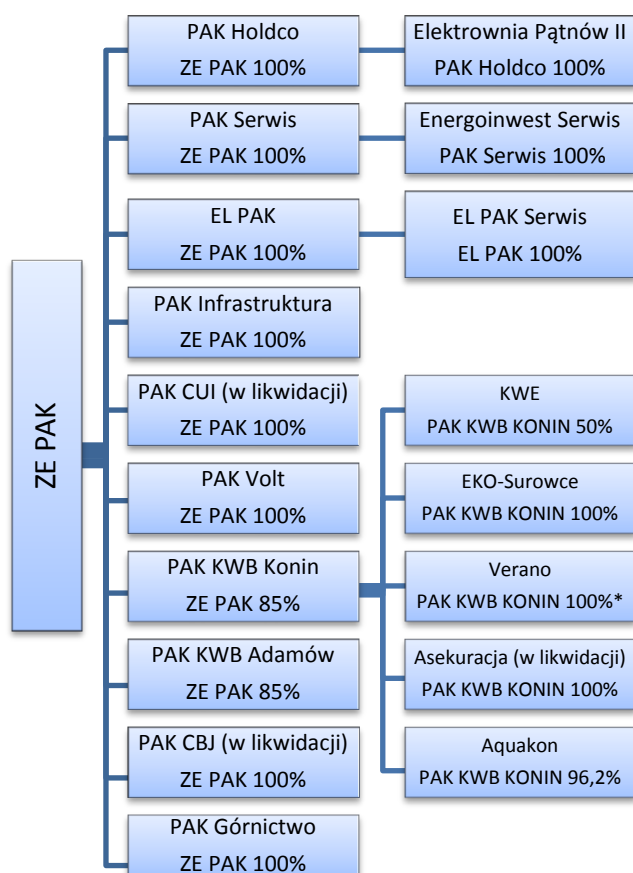 ZE PAK
PAK Holdco
ZE PAK 100%
Elektrownia Pątnów II
PAK Holdco 100%
PAK Serwis
ZE PAK 100%
Energoinwest Serwis
PAK Serwis 100%
EL PAK
ZE PAK 100%
EL PAK Serwis
EL PAK 100%
PAK Infrastruktura
ZE PAK 100%
PAK CUI (w likwidacji)
ZE PAK 100%
PAK Volt
ZE PAK 100%
PAK KWB Konin
ZE PAK 85%
KWE
PAK KWB KONIN 50%
EKO-Surowce
PAK KWB KONIN 100%
Verano
PAK KWB KONIN 100%*
Asekuracja (w likwidacji)
PAK KWB KONIN 100%
Aquakon
PAK KWB KONIN 96,2%
PAK KWB Adamów
ZE PAK 85%
PAK CBJ (w likwidacji)
ZE PAK 100%
PAK Górnictwo
ZE PAK 100%